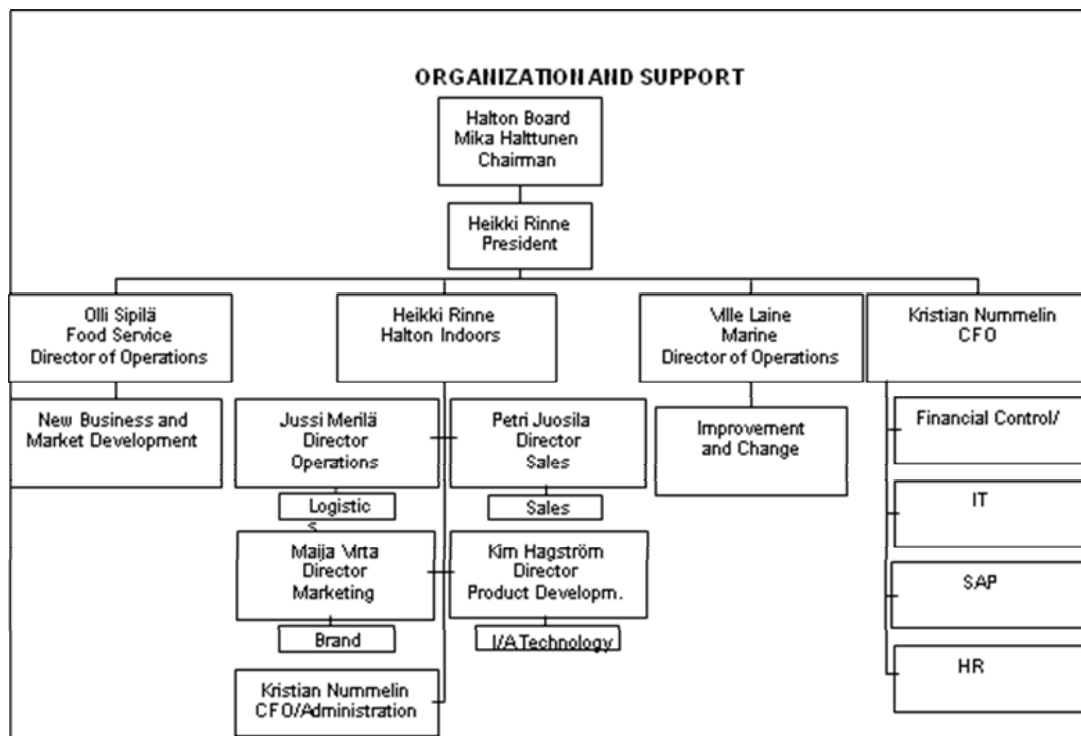 ORGANIZATION AND SUPPORT
Halton Board
Mika Halttunen
Chairman
Heikki Rinne
President
Olli Sipilä
Food Service
Director of Operations
Heikki Rinne
Halton Indoors
Ville Laine
Marine
Director of Operations
Kristian Nummelin
CFO
New Business and
Market Development
Jussi Merilä
Director
Operations
Petri Juosila
Director
Sales
Improvement
and Change
Financial Control/
Logistic
s
Sales
IT
Maija Virta
Director
Marketing
Kim Hagström
Director
Product Developm.
SAP
Brand
I/A Technology
HR
Kristian Nummelin
CFO/Administration